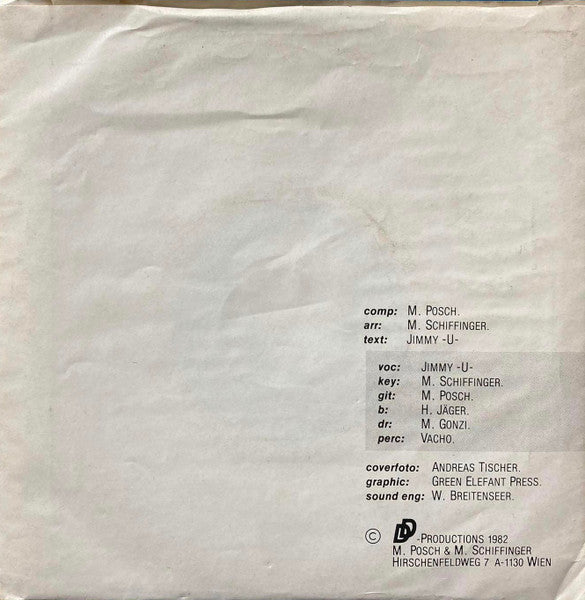 comp: M. POSCH.
arr: M. SCHIFFINGER.
text: JIMMY -U-
voc: JIMMY -U-
key: M. SCHIFFINGER.
git: M. POSCH.
b: H. JÄGER.
dr: M. GONZI.
perc: VACHO.
coverfoto: ANDREAS TISCHER.
graphic: GREEN ELEFANT PRESS.
sound eng: W. BREITENSEER.
© DD -PRODUCTIONS 1982
M. POSCH & M. SCHIFFINGER
HIRSCHENFELDWEG 7 A-1130 WIEN